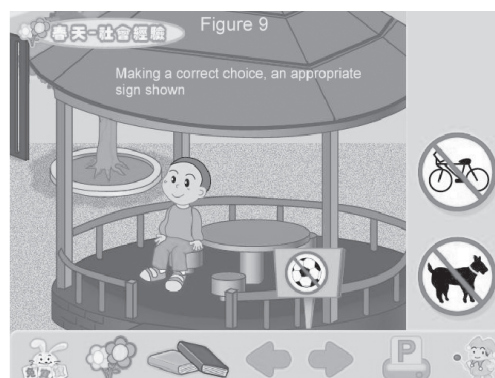 Figure 9
春天-社會經驗
Making a correct choice, an appropriate
sign shown
P